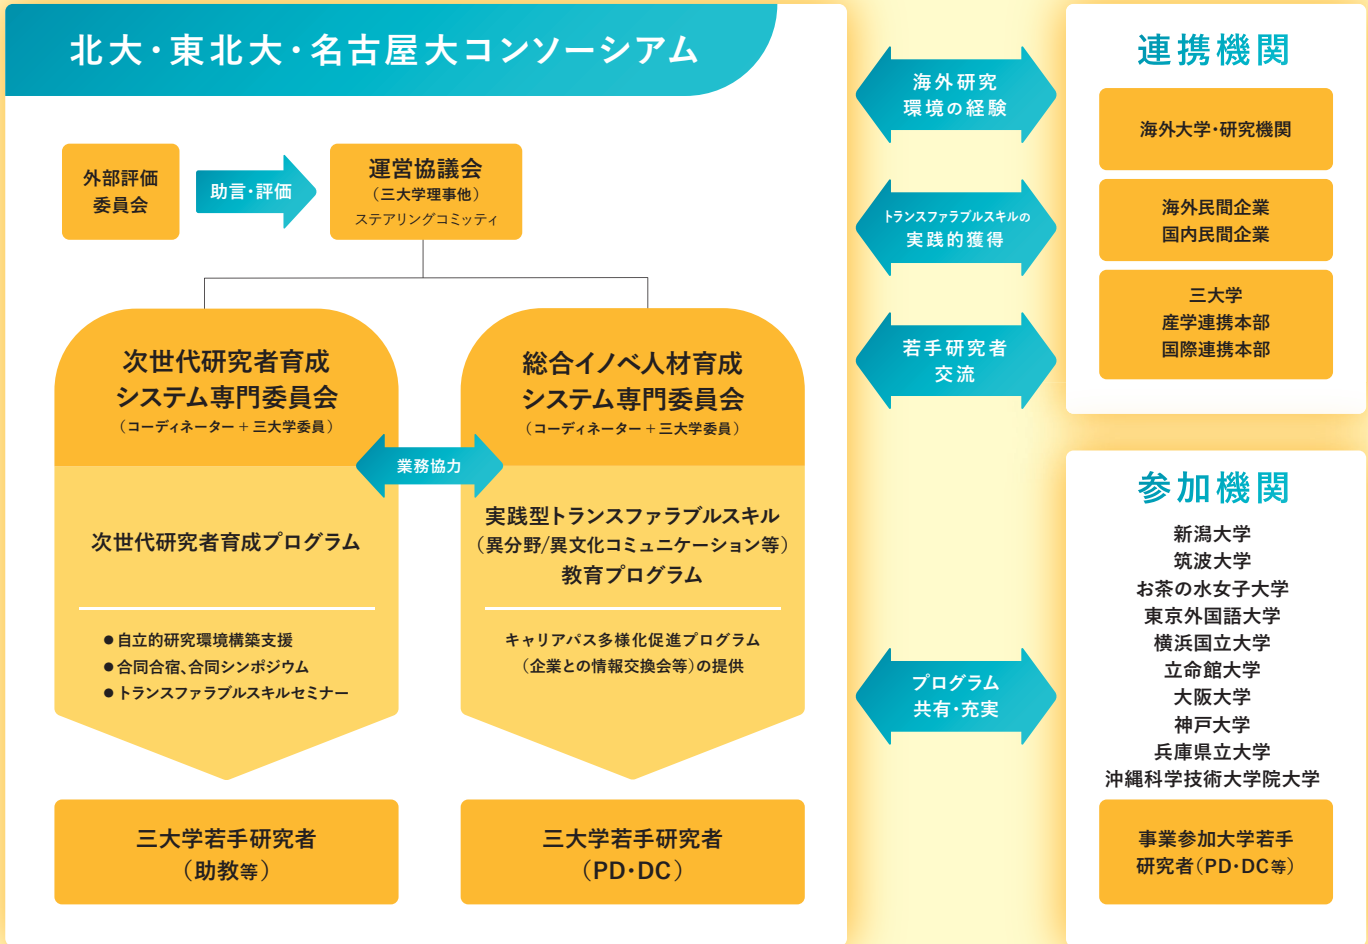 北大・東北大・名古屋大コンソーシアム
外部評価
委員会
助言・評価
運営協議会
（三大学理事他）
ステアリングコミッティ
次世代研究者育成
システム専門委員会
（コーディネーター + 三大学委員）
総合イノベ人材育成
システム専門委員会
（コーディネーター + 三大学委員）
業務協力
次世代研究者育成プログラム
● 自立的研究環境構築支援
● 合同合宿、合同シンポジウム
● トランスファラブルスキルセミナー
実践型トランスファラブルスキル
（異分野/異文化コミュニケーション等）
教育プログラム
キャリアパス多様化促進プログラム
（企業との情報交換会等）の提供
三大学若手研究者
（助教等）
三大学若手研究者
（PD・DC）
海外研究
環境の経験
トランスファラブルスキルの
実践的獲得
若手研究者
交流
プログラム
共有・充実
連携機関
海外大学・研究機関
海外民間企業
国内民間企業
三大学
産学連携本部
国際連携本部
参加機関
新潟大学
筑波大学
お茶の水女子大学
東京外国語大学
横浜国立大学
立命館大学
大阪大学
神戸大学
兵庫県立大学
沖縄科学技術大学院大学
事業参加大学若手
研究者（PD・DC等）